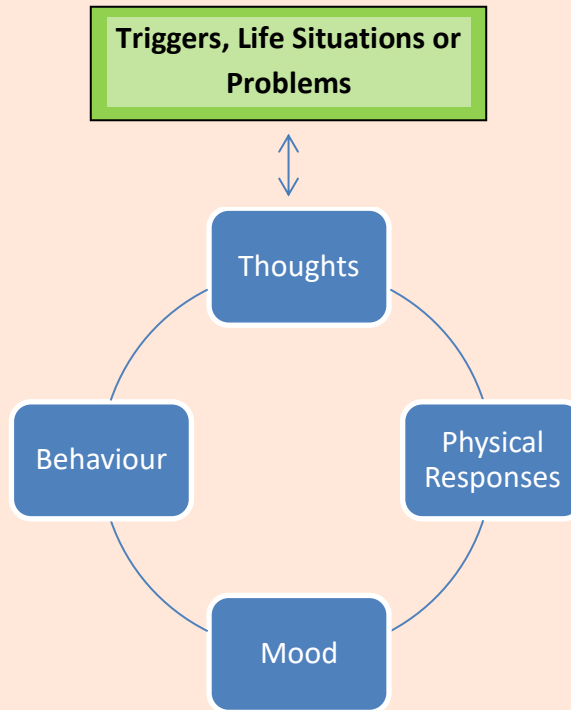 Triggers, Life Situations or
Problems
Thoughts
Behaviour
Physical
Responses
Mood